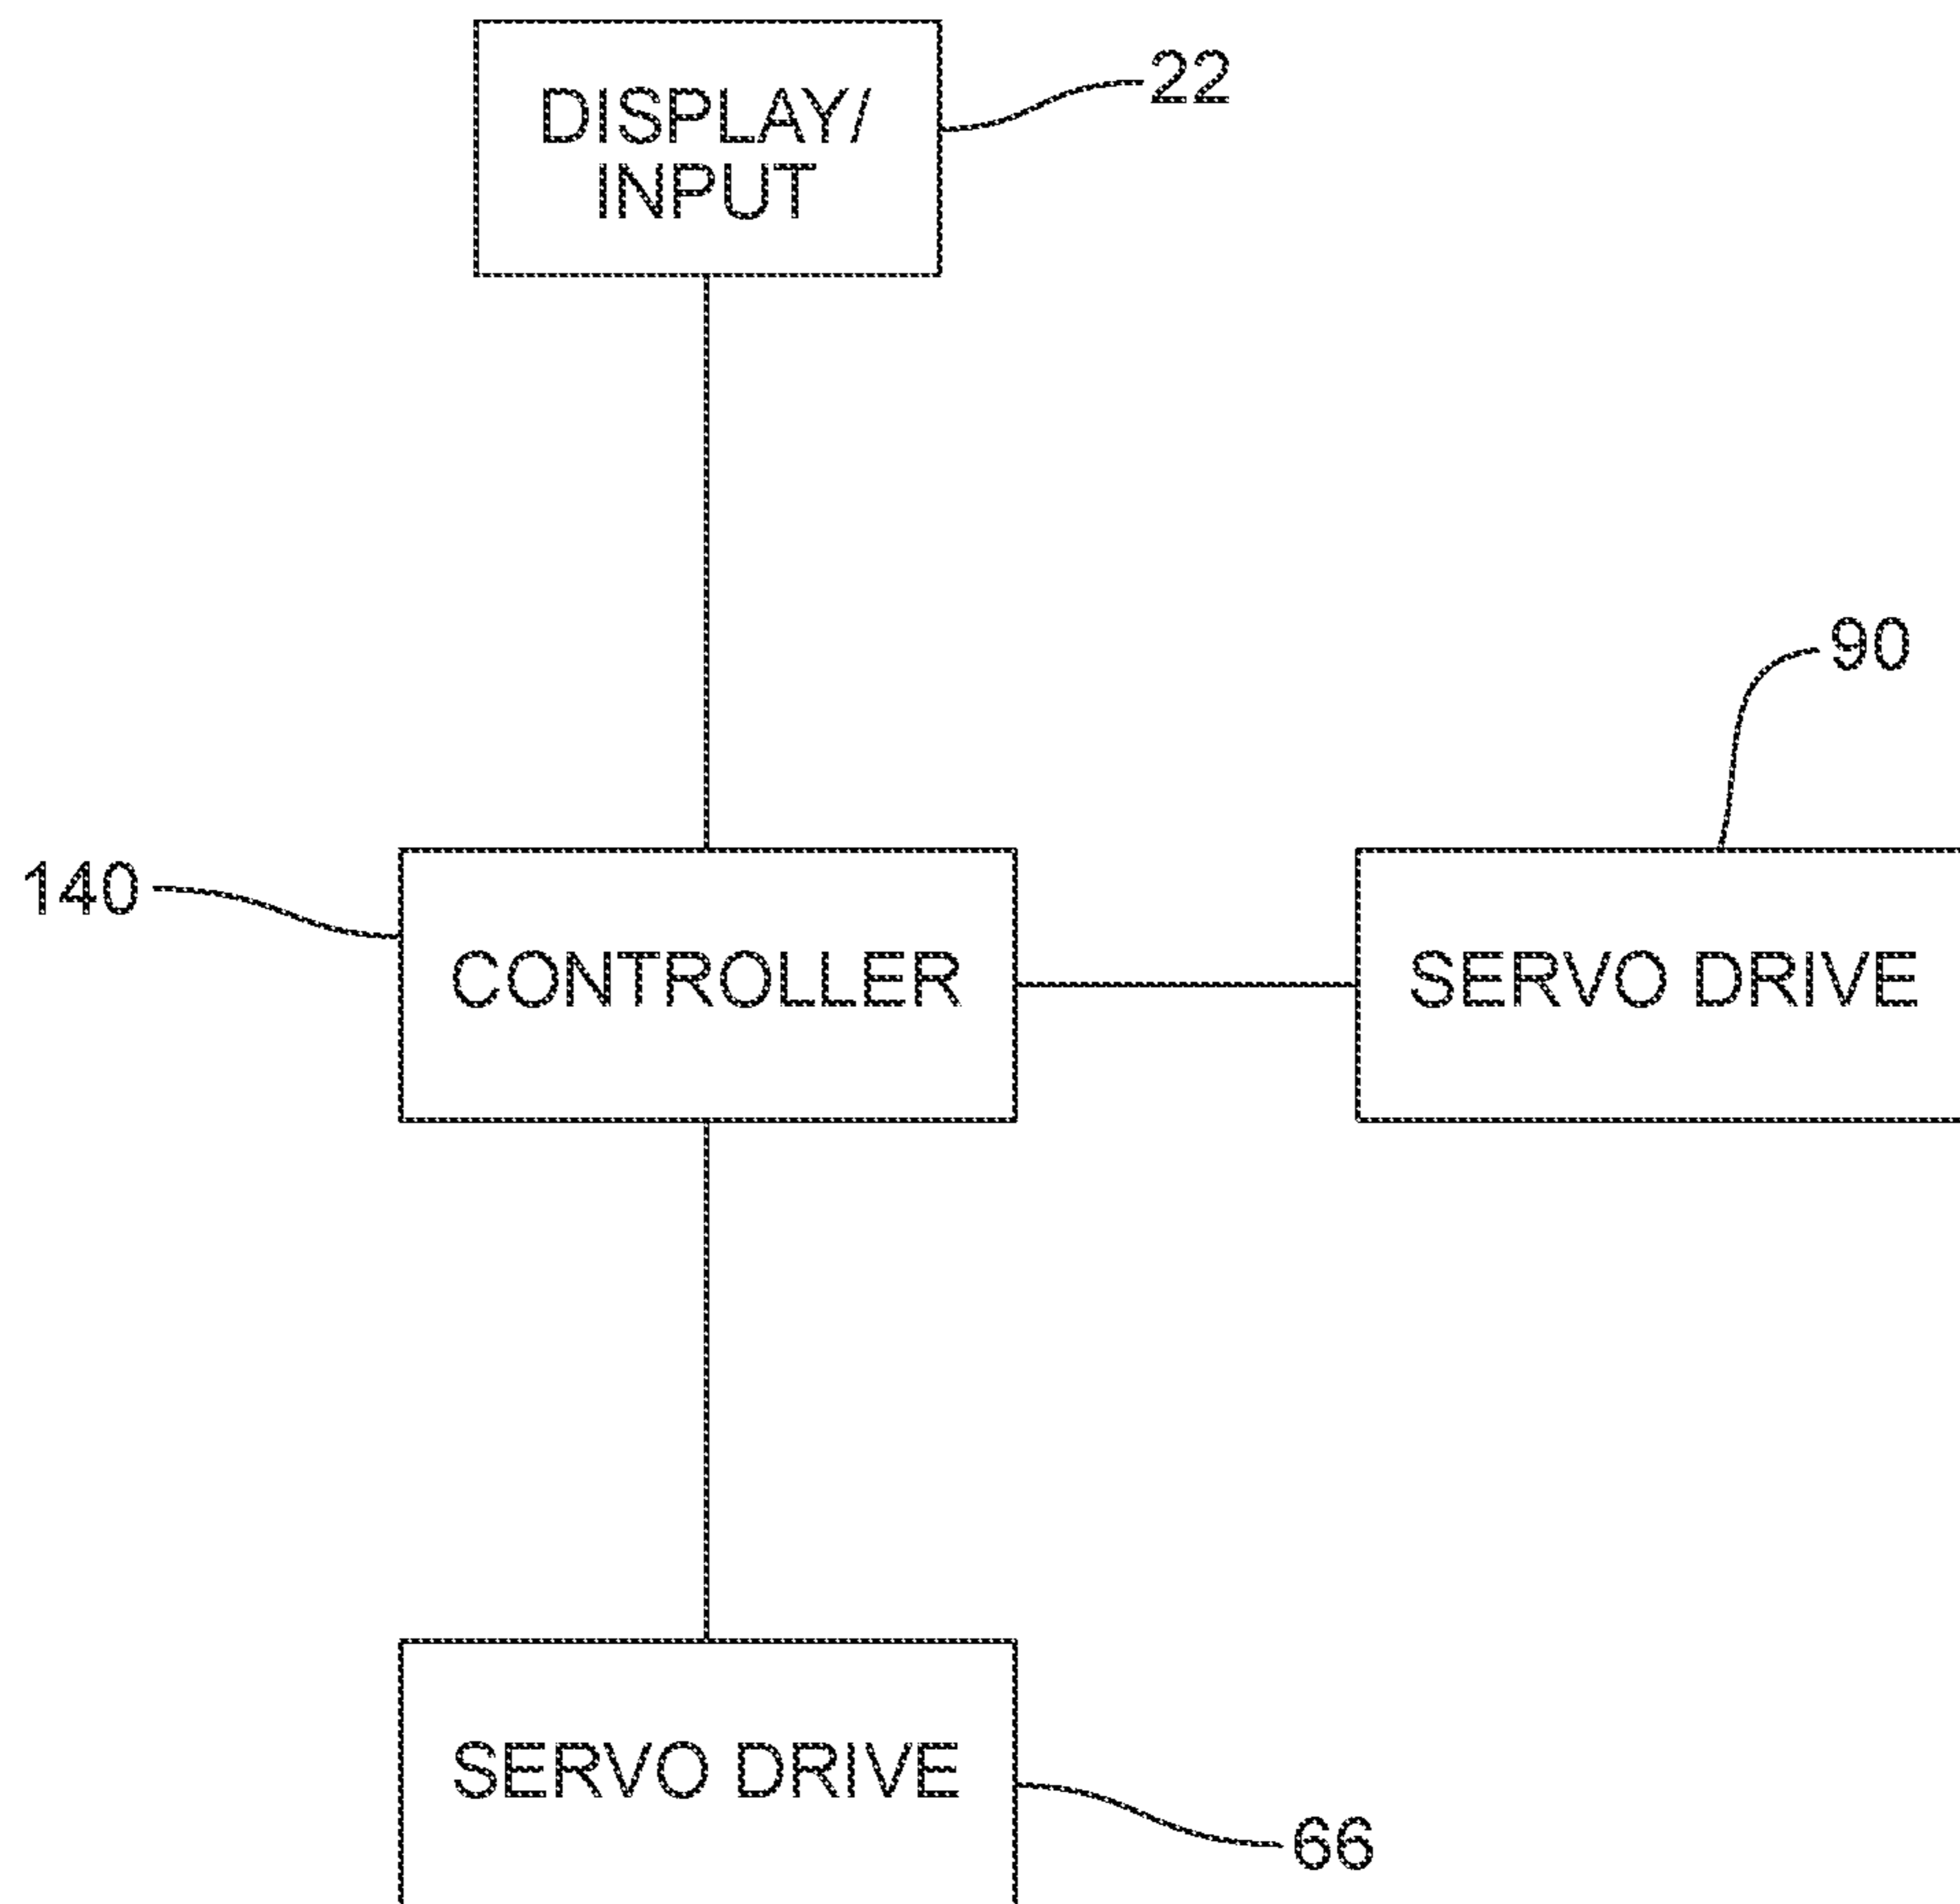 DISPLAY/
INPUT
22
90
140
CONTROLLER
SERVO DRIVE
SERVO DRIVE
66